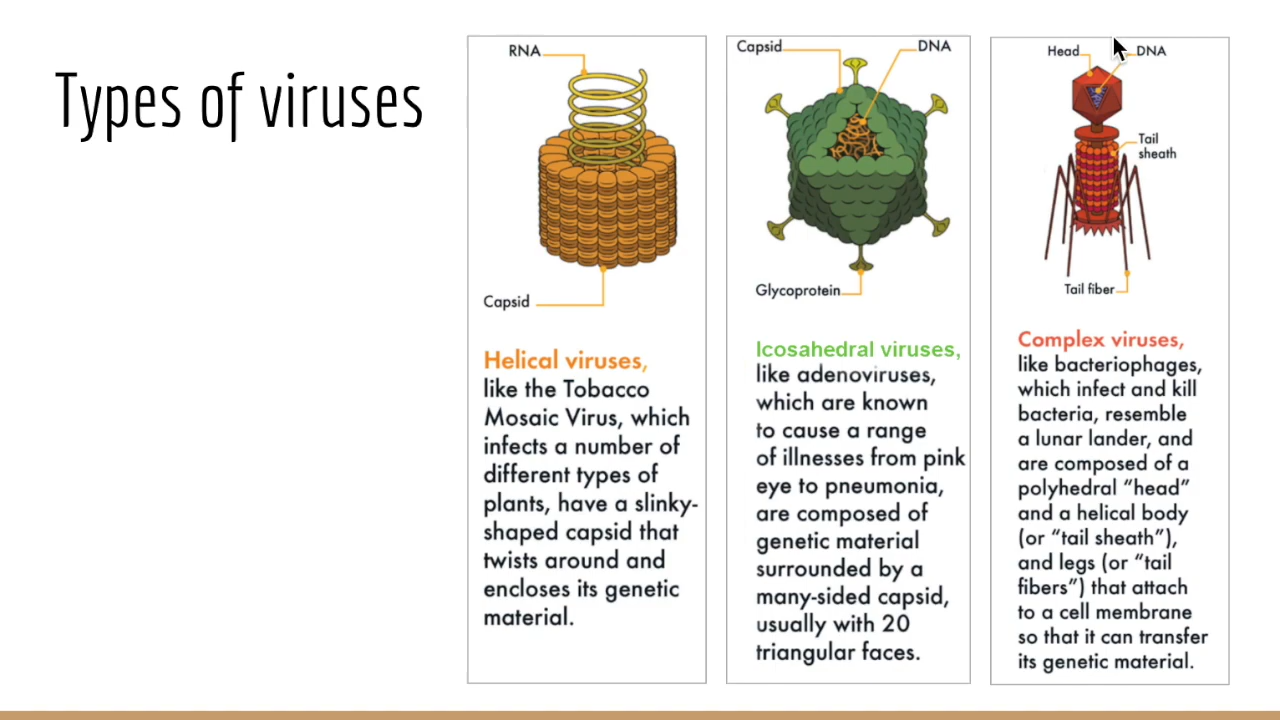 Types of viruses
RNA
Capsid
Helical viruses,
like the Tobacco
Mosaic Virus, which
infects a number of
different types of
plants, have a slinky-
shaped capsid that
twists around and
encloses its genetic
material.
Capsid
DNA
Glycoprotein
Icosahedral viruses,
like adenoviruses,
which are known
to cause a range
of illnesses from pink
eye to pneumonia,
are composed of
genetic material
surrounded by a
many-sided capsid,
usually with 20
triangular faces.
Head
DNA
Tail
sheath
Tail fiber
Complex viruses,
like bacteriophages,
which infect and kill
bacteria, resemble
a lunar lander, and
are composed of a
polyhedral “head”
and a helical body
(or “tail sheath”),
and legs (or “tail
fibers”) that attach
to a cell membrane
so that it can transfer
its genetic material.